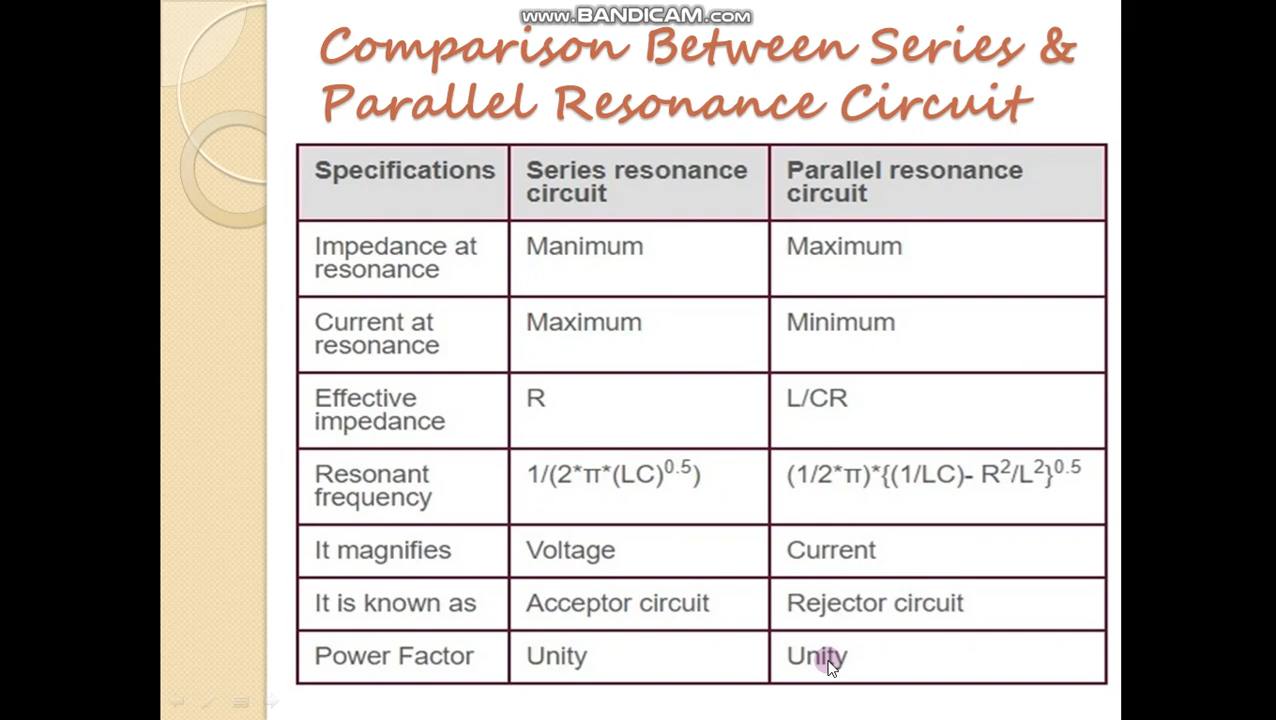 www.BANDICAM.com
Comparison Between Series &
Parallel Resonance Circuit
Specifications
Series resonance
circuit
Parallel resonance
circuit
Impedance at
resonance
Manimum
Maximum
Current at
resonance
Maximum
Minimum
Effective
impedance
R
L/CR
Resonant
frequency
1/(2*π*(LC)^0.5)
(1/2*π)*{(1/LC)- R²/L²}^0.5
It magnifies
Voltage
Current
It is known as
Acceptor circuit
Rejector circuit
Power Factor
Unity
Unity